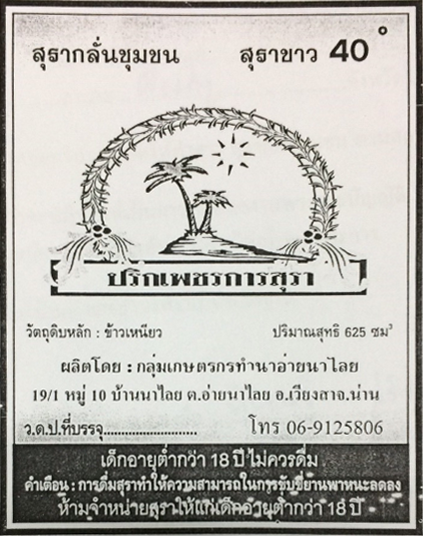 สุรากลั่นชุมชน สุราขาว 40°
ปริกเพชรการสุรา
วัตถุดิบหลัก : ข้าวเหนียว ปริมาณสุทธิ 625 ซม³
ผลิตโดย : กลุ่มเกษตรกรทำนาอ่ายนาไลย
19/1 หมู่ 10 บ้านนาไลย ต.อ่ายนาไลย อ.เวียงสาจ.น่าน
ว.ด.ป.ที่บรรจุ.......................... โทร 06-9125806
เด็กอายุต่ำกว่า 18 ปี ไม่ควรดื่ม
คำเตือน : การดื่มสุราทำให้ความสามารถในการขับขี่ยานพาหนะลดลง
ห้ามจำหน่ายสุราให้แก่เด็กอายุต่ำกว่า 18 ปี